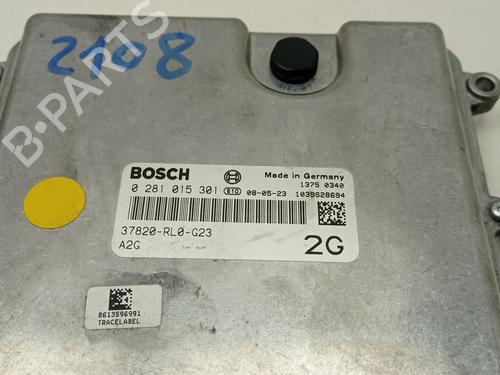 2108
B-PARTS
BOSCH
Made in Germany
1375 0340
0 281 015 301 010 08-05-23 1039S28694
37820-RL0-G23
A2G
2G
8613596991
TRACELABEL